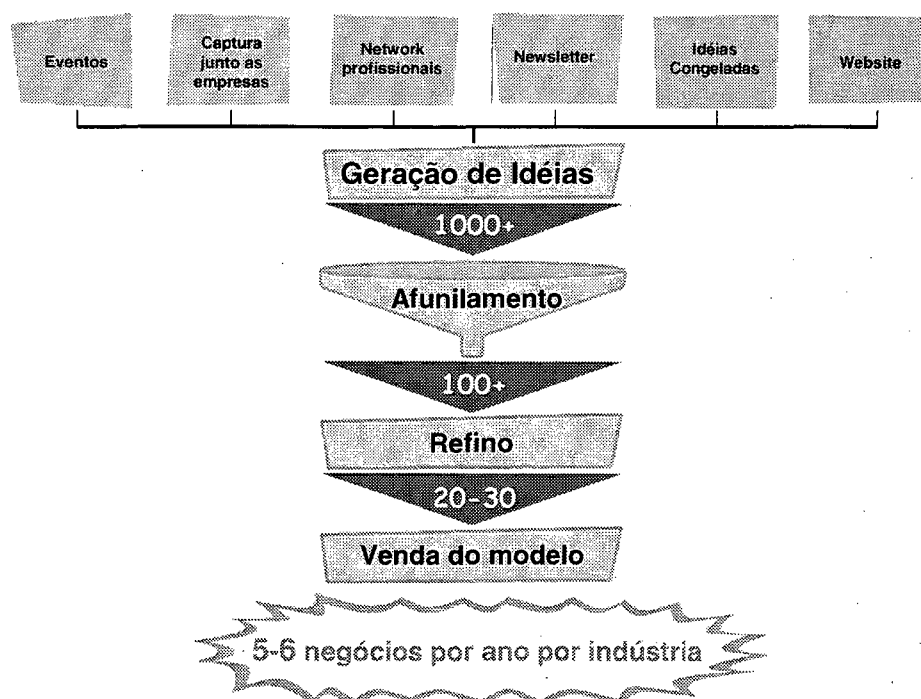 Eventos
Captura
junto as
empresas
Network
profissionais
Newsletter
Idéias
Congeladas
Website
Geração de Idéias
1000+
Afunilamento
100+
Refino
20-30
Venda do modelo
5-6 negócios por ano por indústria